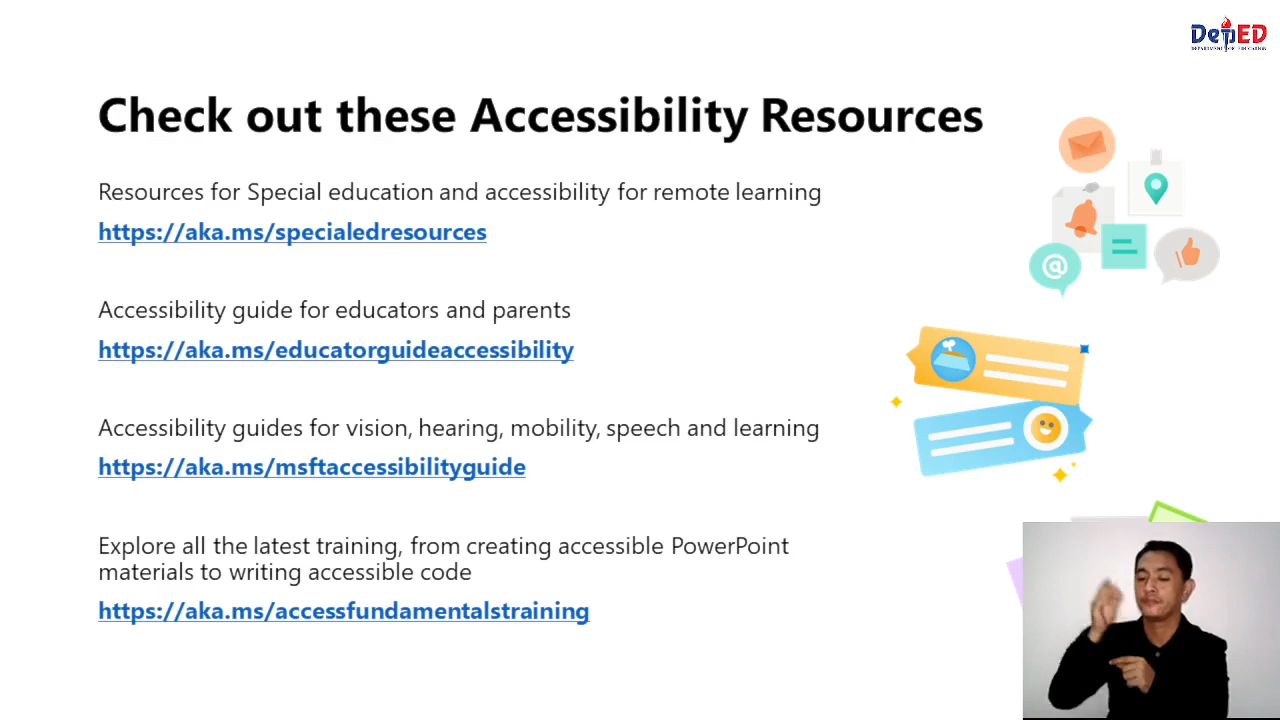 DepED
DEPARTMENT OF EDUCATION
Check out these Accessibility Resources
Resources for Special education and accessibility for remote learning
https://aka.ms/specialedresources
Accessibility guide for educators and parents
https://aka.ms/educatorguideaccessibility
Accessibility guides for vision, hearing, mobility, speech and learning
https://aka.ms/msftaccessibilityguide
Explore all the latest training, from creating accessible PowerPoint
materials to writing accessible code
https://aka.ms/accessfundamentalstraining